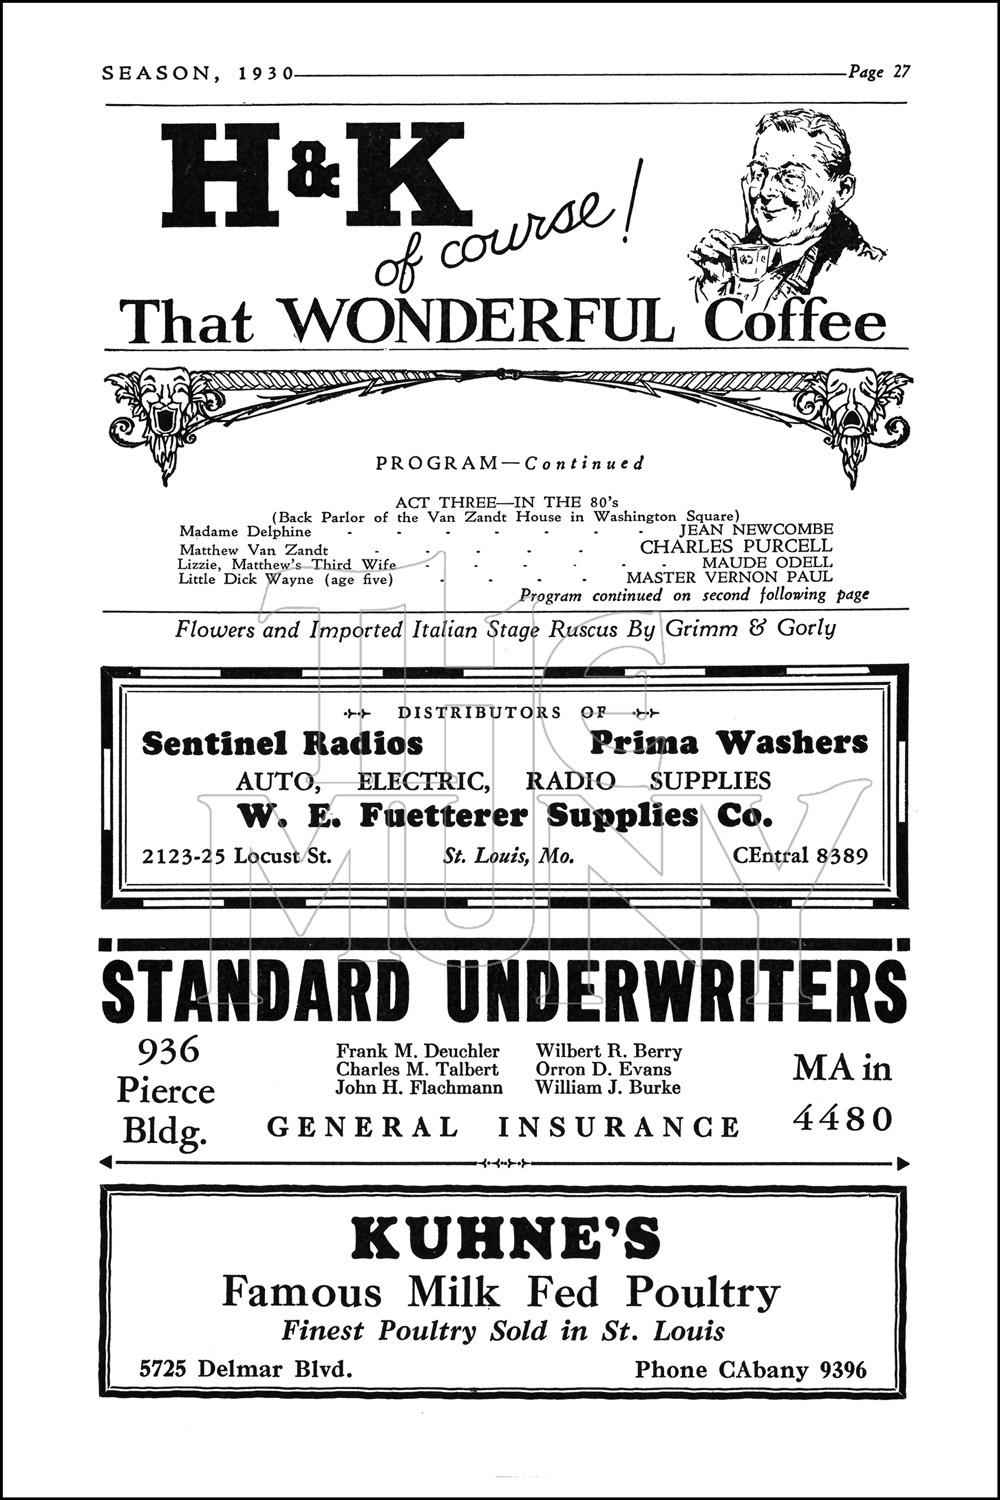 SEASON, 1930 Page 27
H&K
of course!
That WONDERFUL Coffee
PROGRAM—Continued
ACT THREE—IN THE 80's
(Back Parlor of the Van Zandt House in Washington Square)
Madame Delphine - - - - - - - - JEAN NEWCOMBE
Matthew Van Zandt - - - - - - CHARLES PURCELL
Lizzie, Matthew's Third Wife - - - - - - MAUDE ODELL
Little Dick Wayne (age five) - - - - MASTER VERNON PAUL
Program continued on second following page
Flowers and Imported Italian Stage Ruscus By Grimm & Gorly
DISTRIBUTORS OF
Sentinel Radios Prima Washers
AUTO, ELECTRIC, RADIO SUPPLIES
W. E. Fuetterer Supplies Co.
2123-25 Locust St. St. Louis, Mo. CEntral 8389
THE
MUNY
STANDARD UNDERWRITERS
936
Pierce
Bldg.
Frank M. Deuchler Wilbert R. Berry
Charles M. Talbert Orron D. Evans
John H. Flachmann William J. Burke
GENERAL INSURANCE
MA in
4480
KUHNE'S
Famous Milk Fed Poultry
Finest Poultry Sold in St. Louis
5725 Delmar Blvd. Phone CAbany 9396